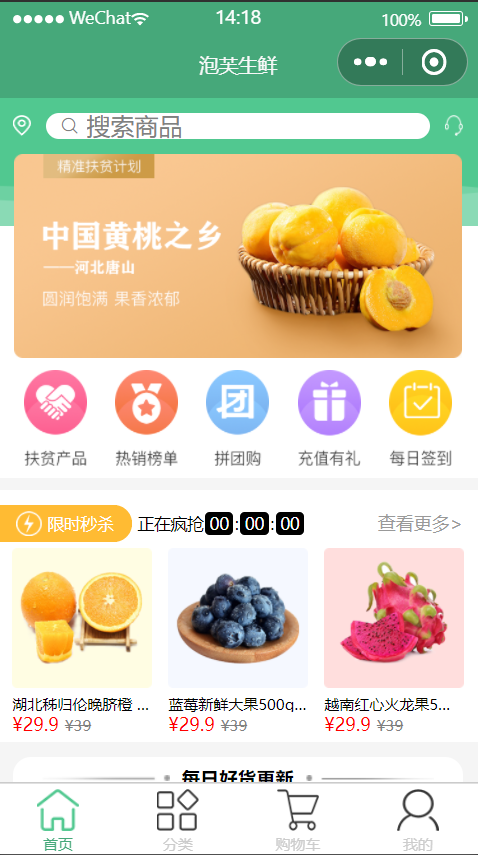 WeChat 14:18 100%
泡芙生鲜
搜索商品
精准扶贫计划
中国黄桃之乡
——河北唐山
圆润饱满 果香浓郁
团
扶贫产品 热销榜单 拼团购 充值有礼 每日签到
限时秒杀 正在疯抢 00:00:00 查看更多>
湖北秭归伦晚脐橙 ... 蓝莓新鲜大果500q... 越南红心火龙果5...
¥29.9 ¥39 ¥29.9 ¥39 ¥29.9 ¥39
每日好货更新
首页 分类 购物车 我的